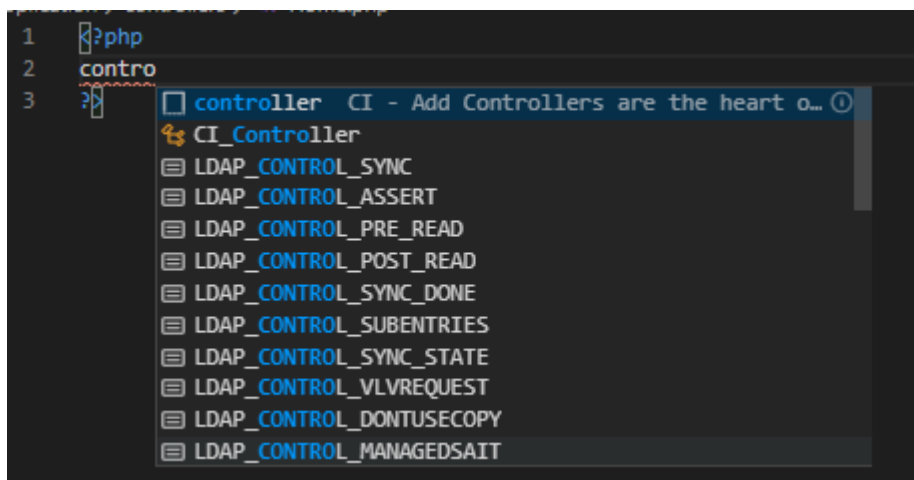 1 <?php
2 contro
3 ?>
controller CI - Add Controllers are the heart o…
CI_Controller
LDAP_CONTROL_SYNC
LDAP_CONTROL_ASSERT
LDAP_CONTROL_PRE_READ
LDAP_CONTROL_POST_READ
LDAP_CONTROL_SYNC_DONE
LDAP_CONTROL_SUBENTRIES
LDAP_CONTROL_SYNC_STATE
LDAP_CONTROL_VLVREQUEST
LDAP_CONTROL_DONTUSECOPY
LDAP_CONTROL_MANAGEDSAIT